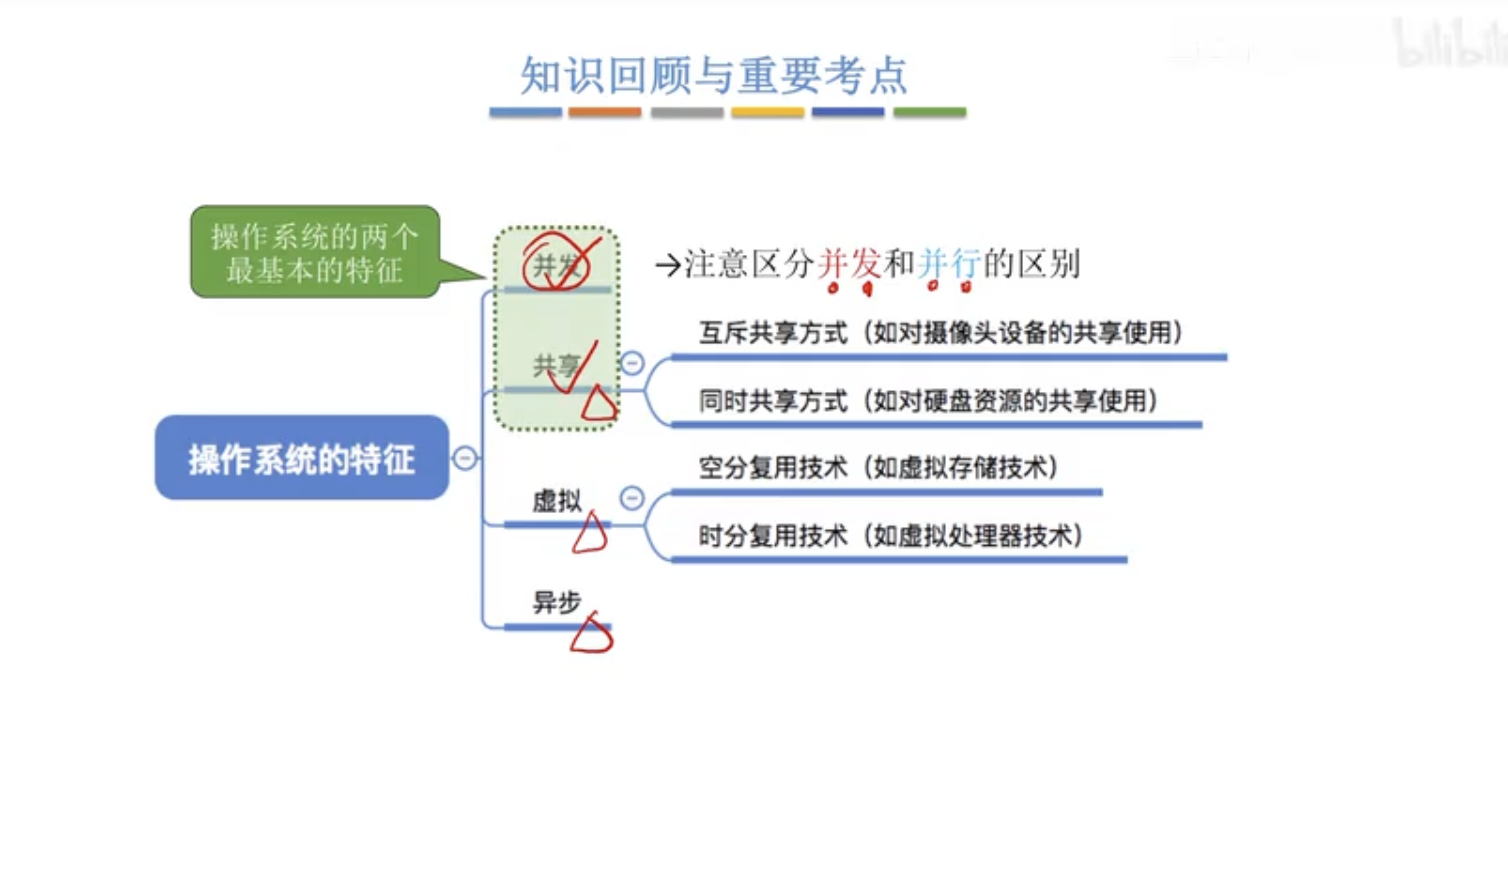 bilibili
知识回顾与重要考点
操作系统的两个
最基本的特征
并发
→注意区分并发和并行的区别
共享
互斥共享方式（如对摄像头设备的共享使用）
同时共享方式（如对硬盘资源的共享使用）
操作系统的特征
虚拟
空分复用技术（如虚拟存储技术）
时分复用技术（如虚拟处理器技术）
异步